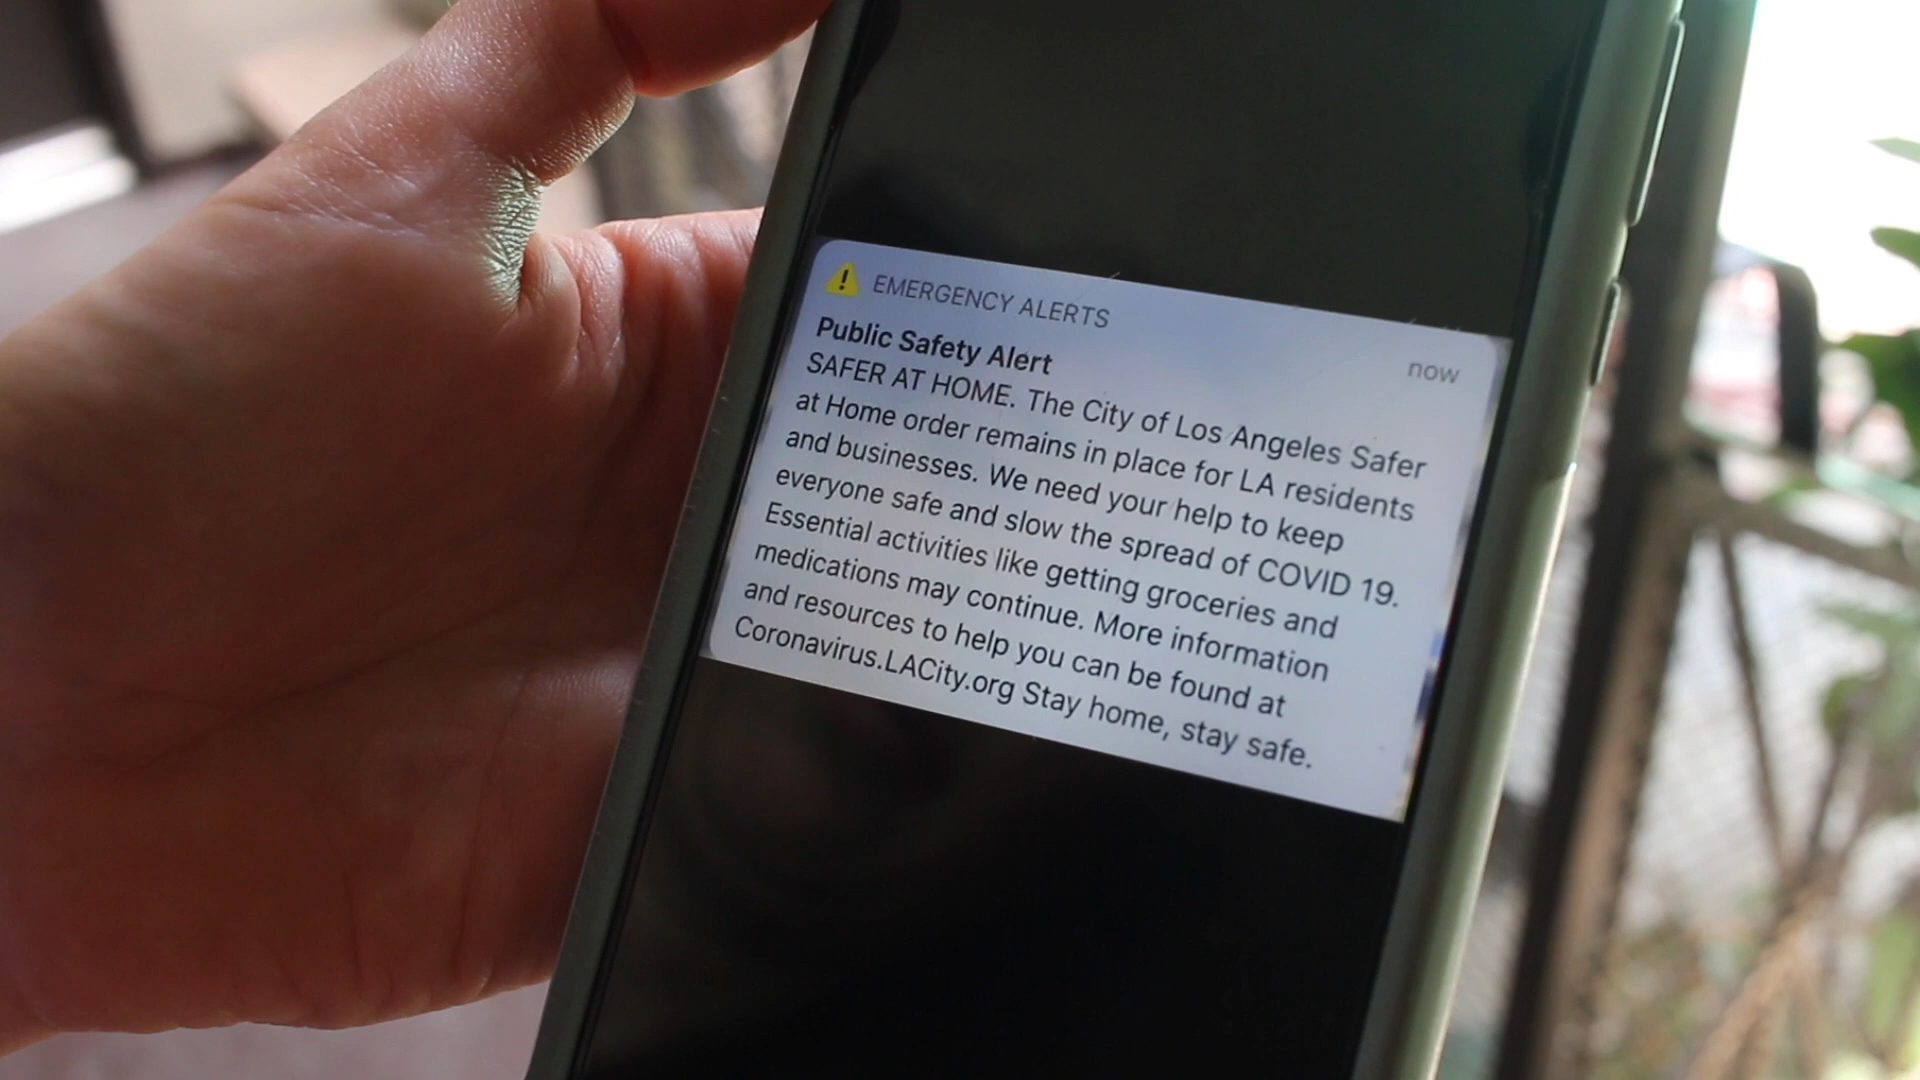 EMERGENCY ALERTS
now
Public Safety Alert
SAFER AT HOME. The City of Los Angeles Safer
at Home order remains in place for LA residents
and businesses. We need your help to keep
everyone safe and slow the spread of COVID 19.
Essential activities like getting groceries and
medications may continue. More information
and resources to help you can be found at
Coronavirus.LACity.org Stay home, stay safe.